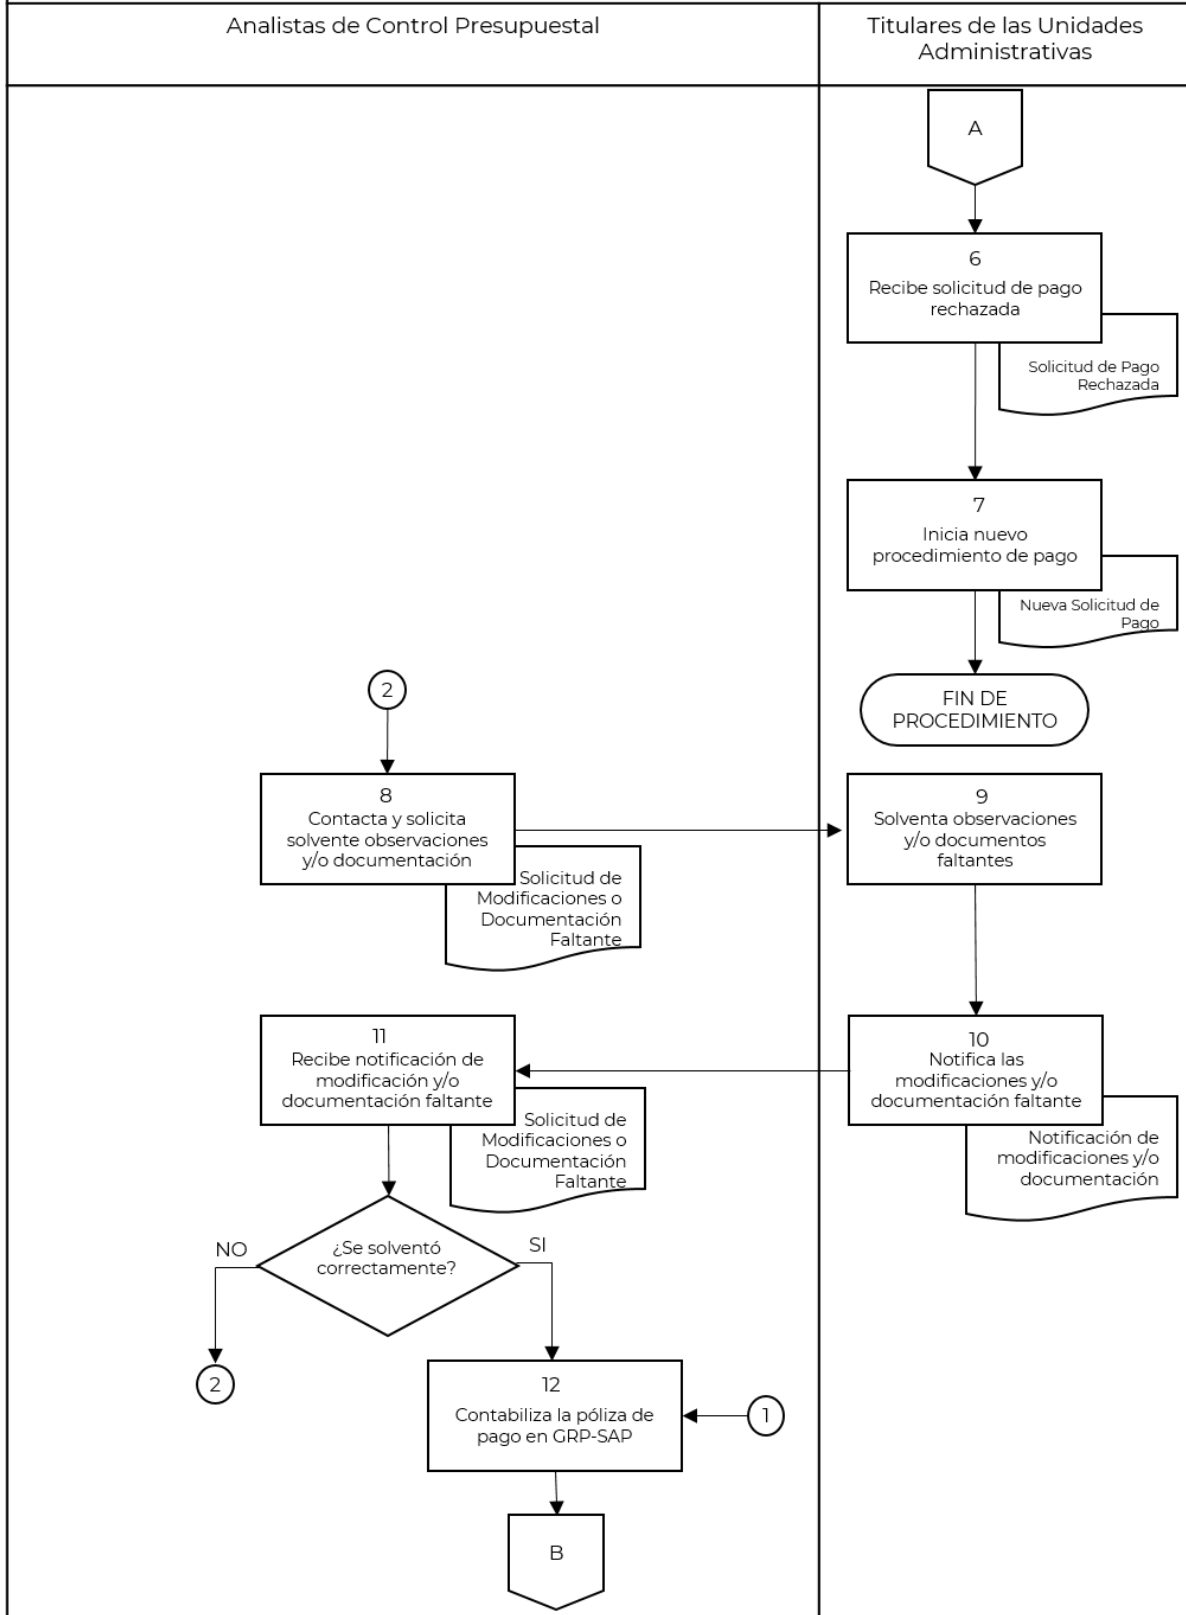 Analistas de Control Presupuestal
Titulares de las Unidades
Administrativas
A
6
Recibe solicitud de pago
rechazada
Solicitud de Pago
Rechazada
7
Inicia nuevo
procedimiento de pago
Nueva Solicitud de
Pago
FIN DE
PROCEDIMIENTO
2
8
Contacta y solicita
solvente observaciones
y/o documentación
Solicitud de
Modificaciones o
Documentación
Faltante
9
Solventa observaciones
y/o documentos
faltantes
10
Notifica las
modificaciones y/o
documentación faltante
Notificación de
modificaciones y/o
documentación
11
Recibe notificación de
modificación y/o
documentación faltante
Solicitud de
Modificaciones o
Documentación
Faltante
¿Se solventó
correctamente?
NO
SI
2
12
Contabiliza la póliza de
pago en GRP-SAP
1
B